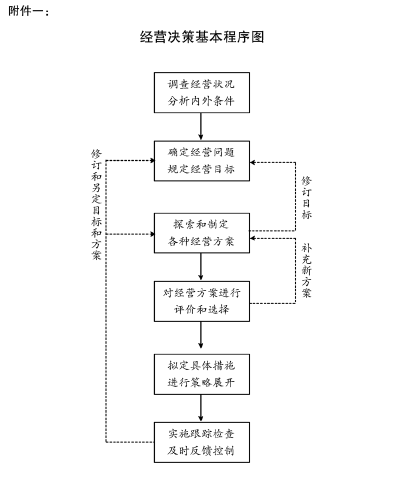 附件一：
经营决策基本程序图
调查经营状况
分析内外条件
确定经营问题
规定经营目标
修订和另定目标和方案
修订目标
探索和制定
各种经营方案
补充新方案
对经营方案进行
评价和选择
拟定具体措施
进行策略展开
实施跟踪检查
及时反馈控制